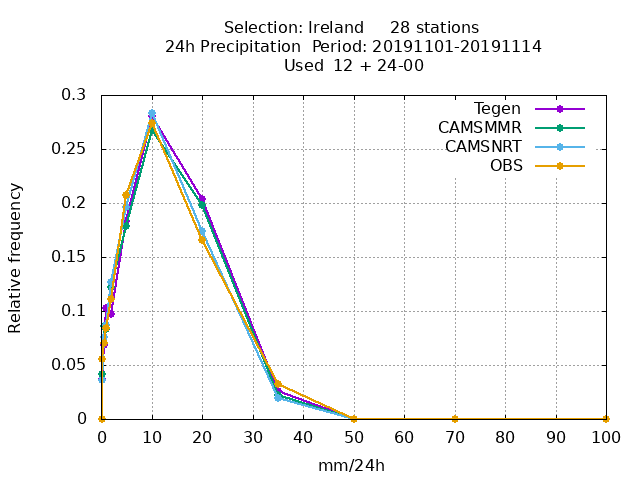 Selection: Ireland     28 stations
24h Precipitation  Period: 20191101-20191114
Used  12 + 24-00
Tegen
CAMSMMR
CAMSNRT
OBS
0.3
0.25
0.2
0.15
0.1
0.05
0
Relative frequency
0 10 20 30 40 50 60 70 80 90 100
mm/24h